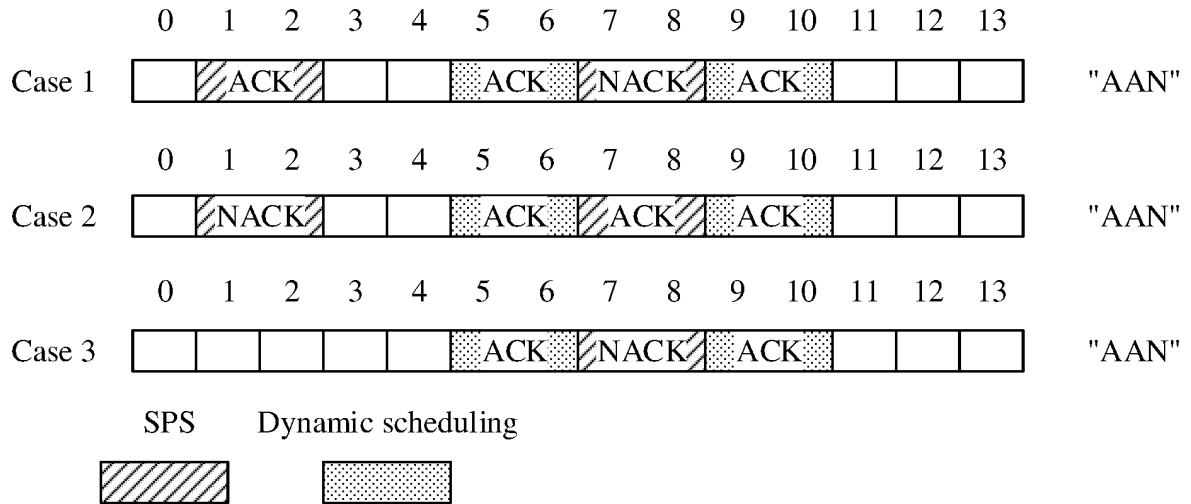 0 1 2 3 4 5 6 7 8 9 10 11 12 13
Case 1 ACK ACK NACK ACK "AAN"
0 1 2 3 4 5 6 7 8 9 10 11 12 13
Case 2 NACK ACK ACK ACK "AAN"
0 1 2 3 4 5 6 7 8 9 10 11 12 13
Case 3 ACK NACK ACK "AAN"
SPS Dynamic scheduling